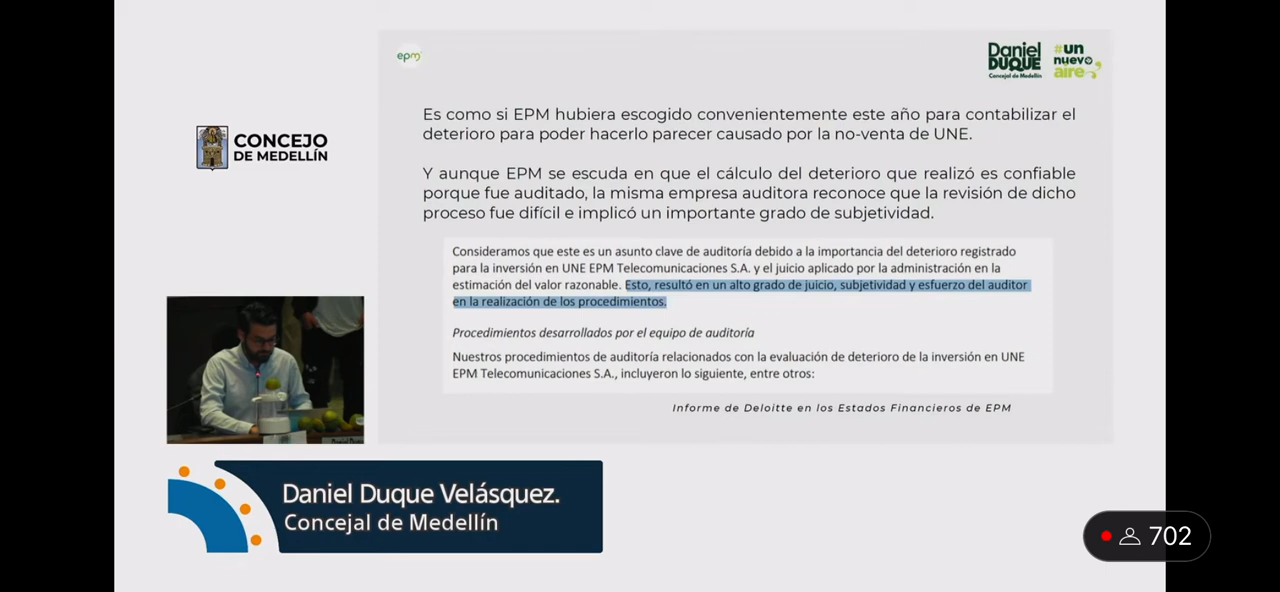 epm
Daniel
DUQUE
Concejal de Medellín
#un
nuevo
aire
CONCEJO
DE MEDELLÍN
Es como si EPM hubiera escogido convenientemente este año para contabilizar el
deterioro para poder hacerlo parecer causado por la no-venta de UNE.
Y aunque EPM se escuda en que el cálculo del deterioro que realizó es confiable
porque fue auditado, la misma empresa auditora reconoce que la revisión de dicho
proceso fue difícil e implicó un importante grado de subjetividad.
Consideramos que este es un asunto clave de auditoría debido a la importancia del deterioro registrado
para la inversión en UNE EPM Telecomunicaciones S.A. y el juicio aplicado por la administración en la
estimación del valor razonable. Esto, resultó en un alto grado de juicio, subjetividad y esfuerzo del auditor
en la realización de los procedimientos.
Procedimientos desarrollados por el equipo de auditoría
Nuestros procedimientos de auditoría relacionados con la evaluación de deterioro de la inversión en UNE
EPM Telecomunicaciones S.A., incluyeron lo siguiente, entre otros:
Informe de Deloitte en los Estados Financieros de EPM
Daniel Duque Velásquez.
Concejal de Medellín
702